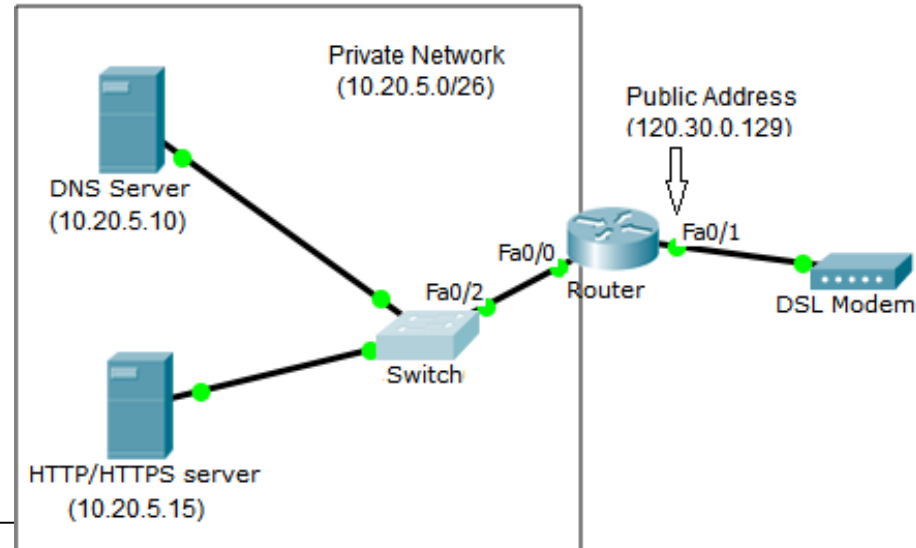 Private Network
(10.20.5.0/26)
Public Address
(120.30.0.129)
DNS Server
(10.20.5.10)
Fa0/0
Fa0/1
Router
DSL Modem
Fa0/2
Switch
HTTP/HTTPS server
(10.20.5.15)